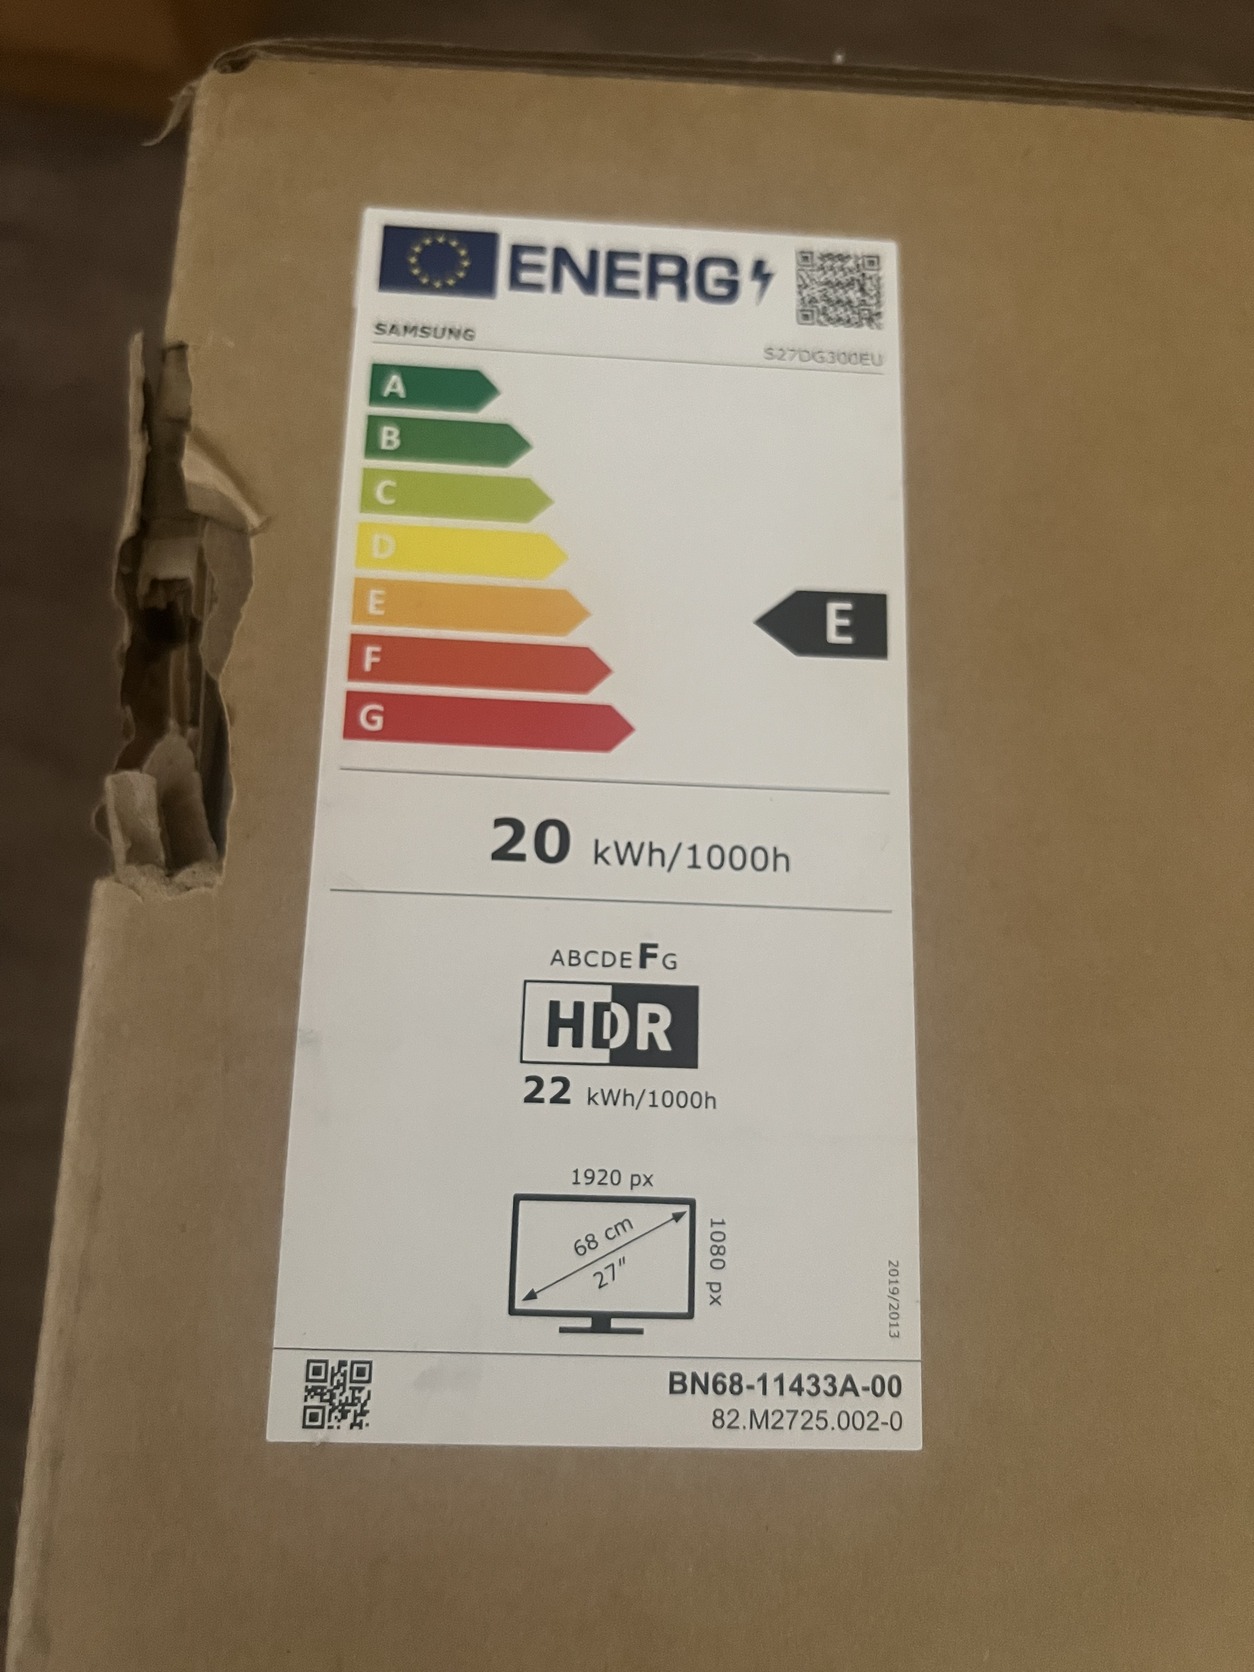 ENERG
SAMSUNG
S27DG300EU
A
B
C
D
E
E
F
G
20 kWh/1000h
ABCDEFG
HDR
22 kWh/1000h
1920 px
68 cm
27"
1080 px
2019/2013
BN68-11433A-00
82.M2725.002-0